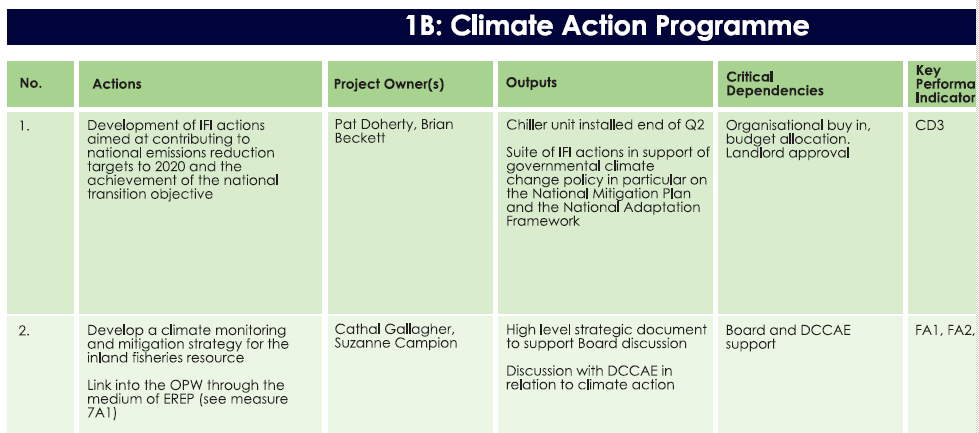 1B: Climate Action Programme
No.
Actions
Project Owner(s)
Outputs
Critical
Dependencies
Key
Performa
Indicator
1.
Development of IFI actions
aimed at contributing to
national emissions reduction
targets to 2020 and the
achievement of the national
transition objective
Pat Doherty, Brian
Beckett
Chiller unit installed end of Q2
Suite of IFI actions in support of
governmental climate
change policy in particular on
the National Mitigation Plan
and the National Adaptation
Framework
Organisational buy in,
budget allocation.
Landlord approval
CD3
2.
Develop a climate monitoring
and mitigation strategy for the
inland fisheries resource
Link into the OPW through the
medium of EREP (see measure
7A1)
Cathal Gallagher,
Suzanne Campion
High level strategic document
to support Board discussion
Discussion with DCCAE in
relation to climate action
Board and DCCAE
support
FA1, FA2,